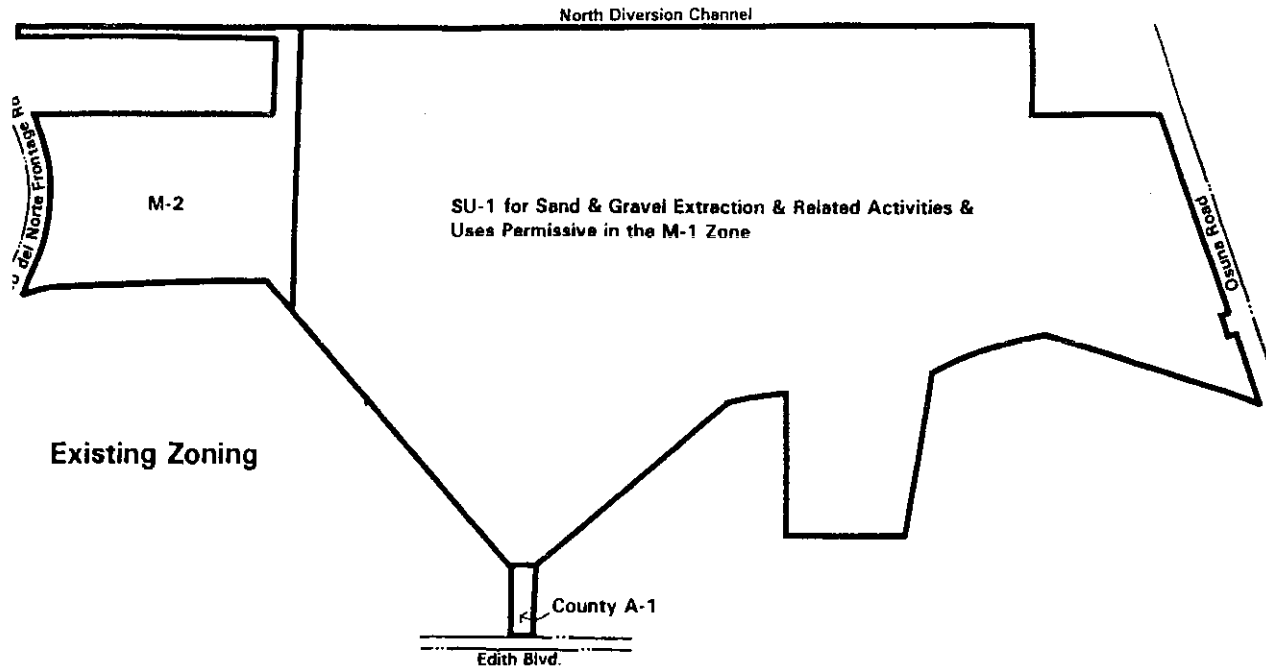 North Diversion Channel
del Norte Frontage
M-2
SU-1 for Sand & Gravel Extraction & Related Activities &
Uses Permissive in the M-1 Zone
Osuna Road
Existing Zoning
County A-1
Edith Blvd.